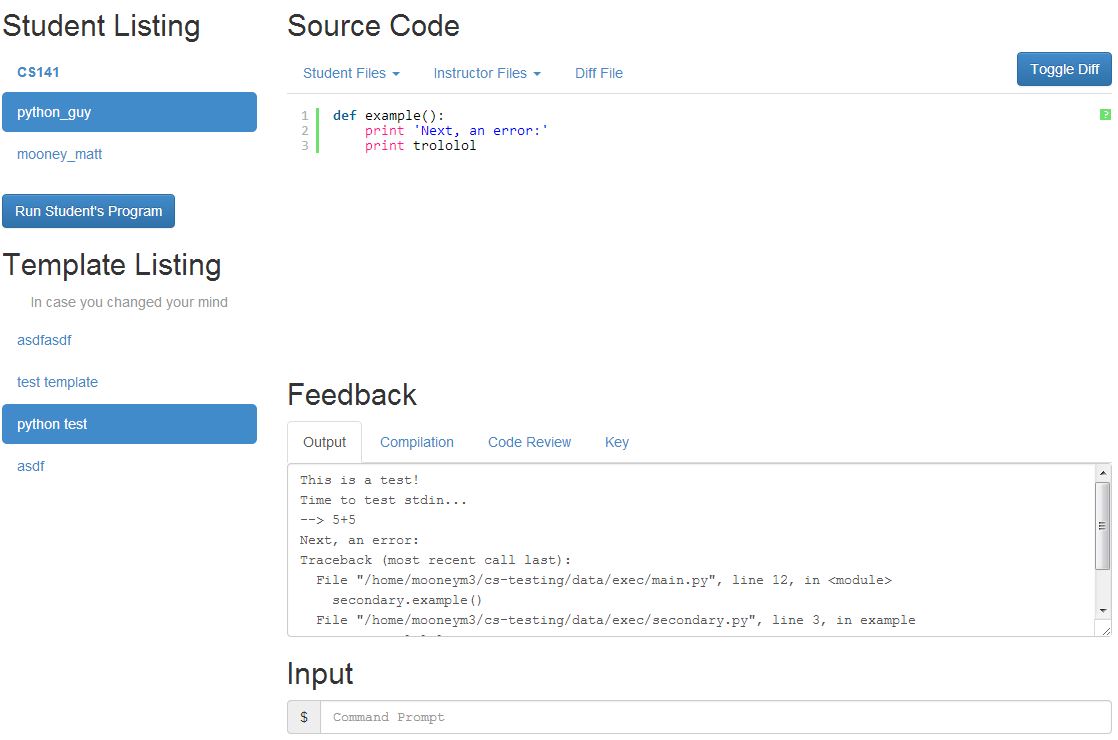 Student Listing
CS141
python_guy
mooney_matt
Run Student's Program
Template Listing
In case you changed your mind
asdfasdf
test template
python test
asdf
Source Code
Student Files
Instructor Files
Diff File
Toggle Diff
1 def example():
2 print 'Next, an error:'
3 print trololol
?
Feedback
Output
Compilation
Code Review
Key
This is a test!
Time to test stdin...
--> 5+5
Next, an error:
Traceback (most recent call last):
File "/home/mooneym3/cs-testing/data/exec/main.py", line 12, in <module>
secondary.example()
File "/home/mooneym3/cs-testing/data/exec/secondary.py", line 3, in example
Input
$ Command Prompt